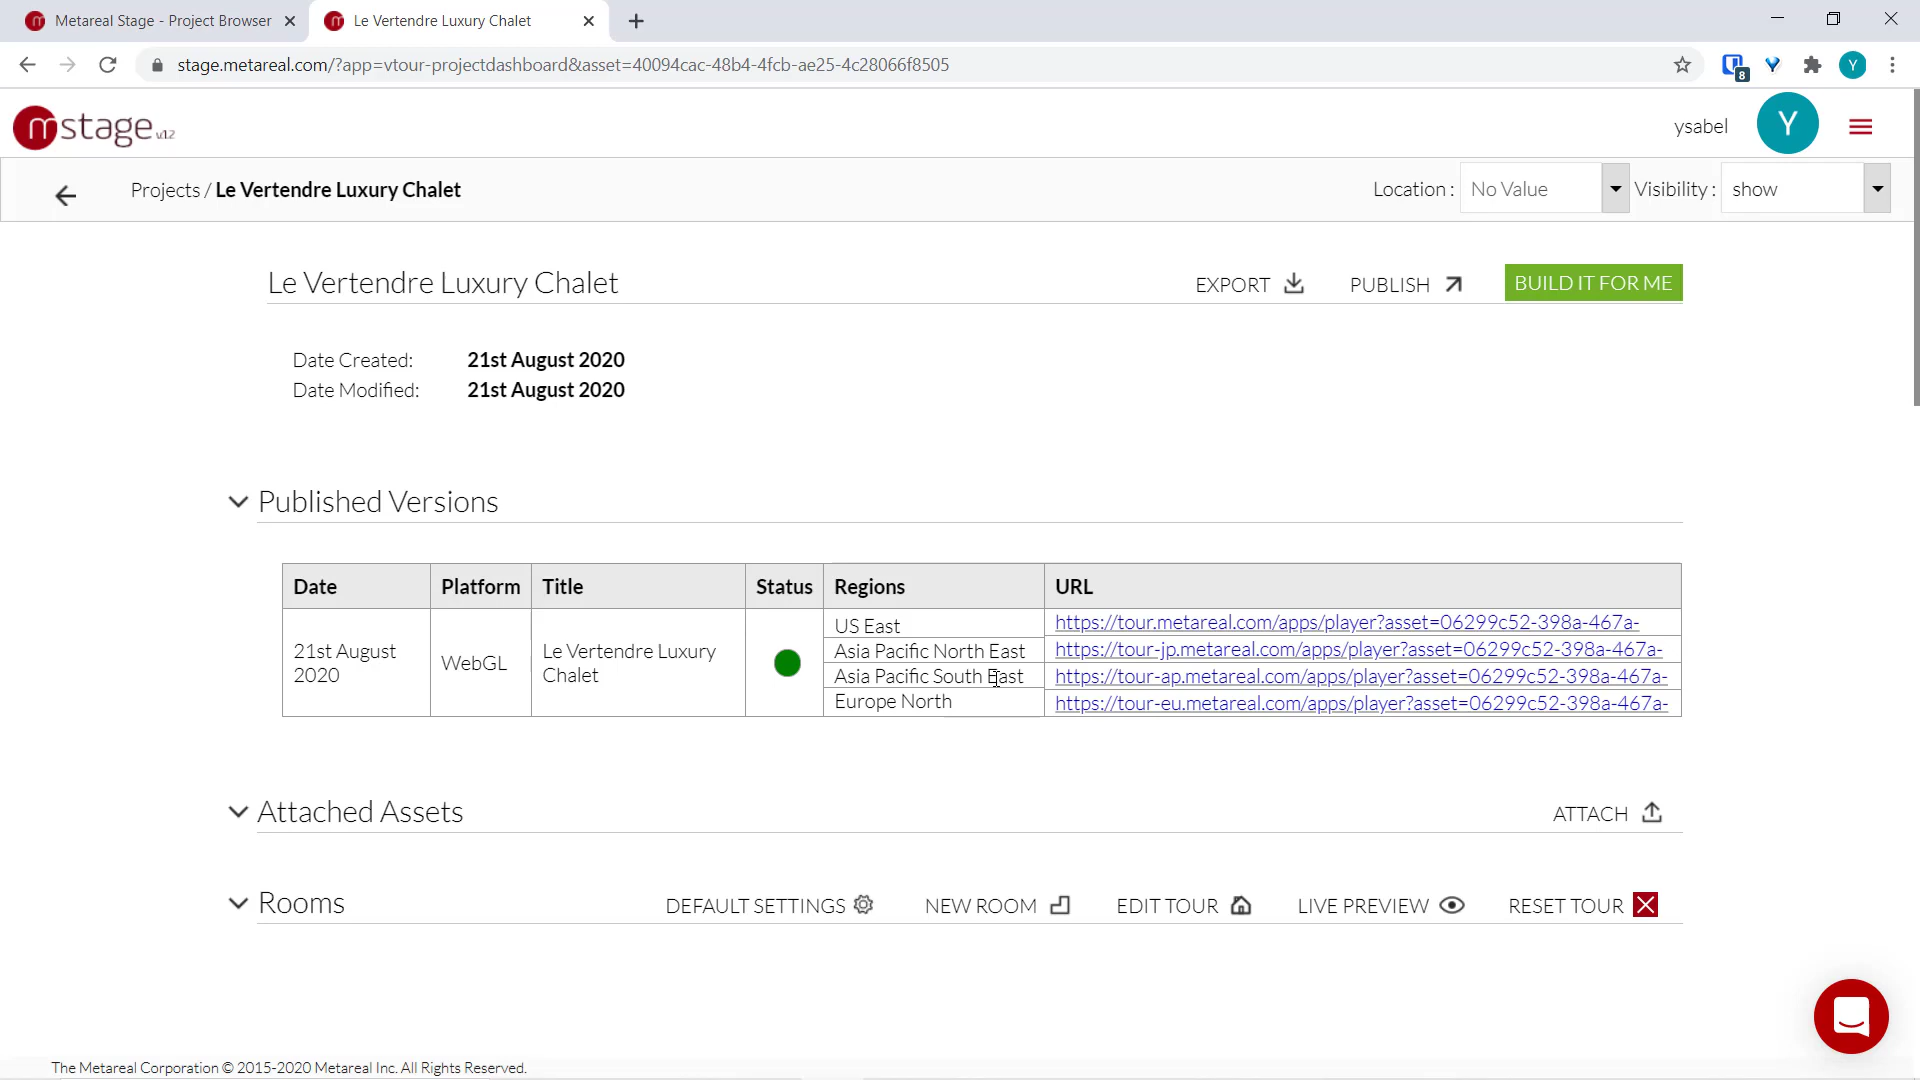 Metareal Stage - Project Browser
Le Vertendre Luxury Chalet
stage.metareal.com/?app=vtour-projectdashboard&asset=40094cac-48b4-4fcb-ae25-4c28066f8505
8
Y
mstage v1.2
ysabel
Y
Projects / Le Vertendre Luxury Chalet
Location : No Value
Visibility : show
Le Vertendre Luxury Chalet
EXPORT
PUBLISH
BUILD IT FOR ME
Date Created: 21st August 2020
Date Modified: 21st August 2020
Published Versions
Date Platform Title Status Regions URL
21st August 2020
WebGL
Le Vertendre Luxury Chalet
US East https://tour.metareal.com/apps/player?asset=06299c52-398a-467a-
Asia Pacific North East https://tour-jp.metareal.com/apps/player?asset=06299c52-398a-467a-
Asia Pacific South East https://tour-ap.metareal.com/apps/player?asset=06299c52-398a-467a-
Europe North https://tour-eu.metareal.com/apps/player?asset=06299c52-398a-467a-
Attached Assets
ATTACH
Rooms
DEFAULT SETTINGS
NEW ROOM
EDIT TOUR
LIVE PREVIEW
RESET TOUR
The Metareal Corporation © 2015-2020 Metareal Inc. All Rights Reserved.